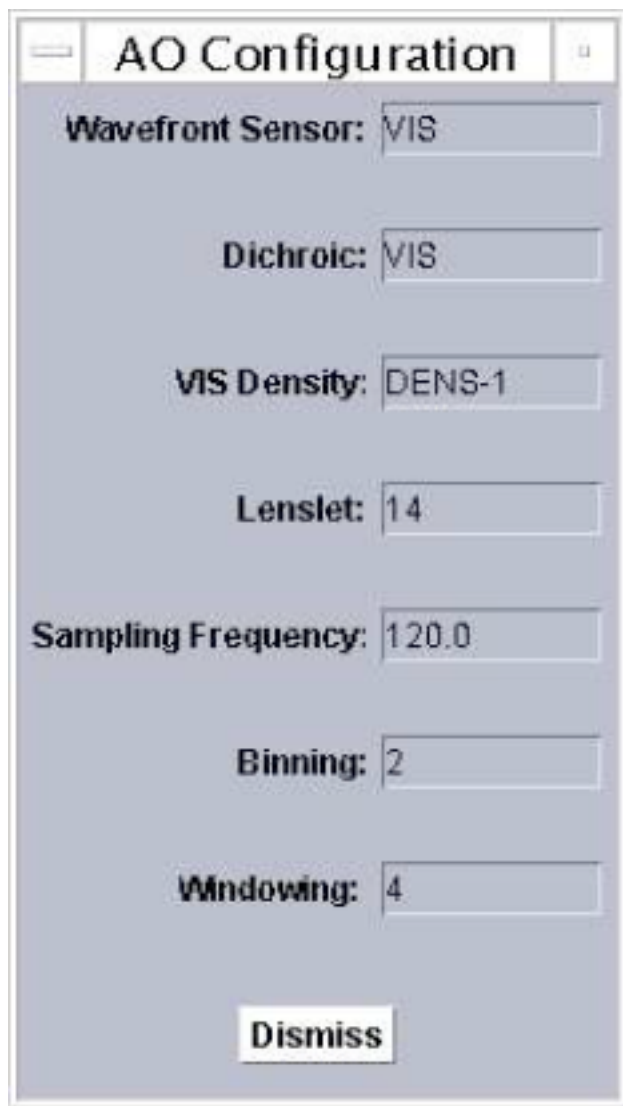 AO Configuration
Wavefront Sensor: VIS
Dichroic: VIS
VIS Density: DENS-1
Lenslet: 14
Sampling Frequency: 120.0
Binning: 2
Windowing: 4
Dismiss